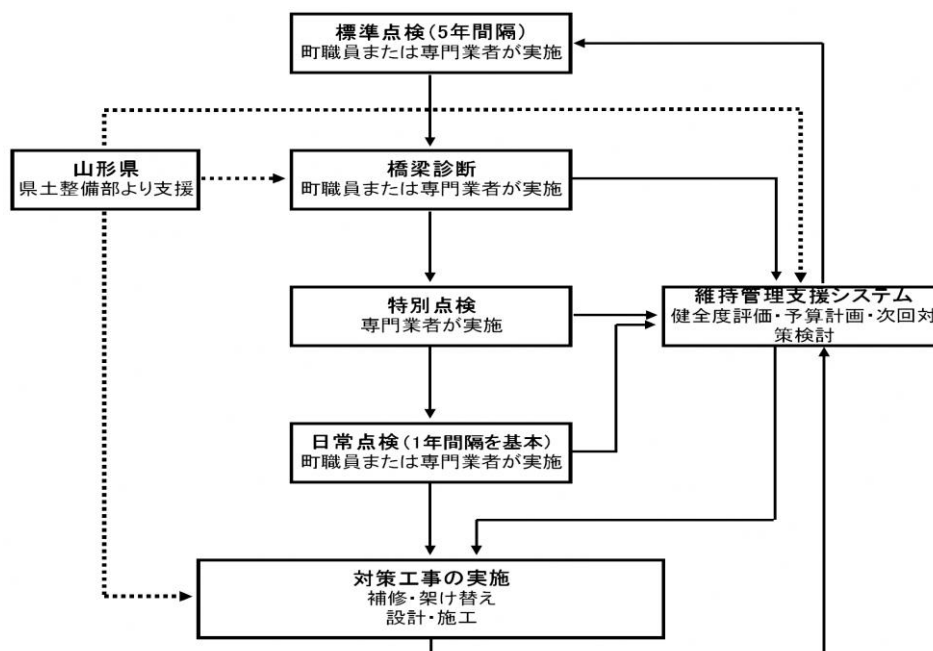 標準点検(5年間隔)
町職員または専門業者が実施
山形県
県土整備部より支援
橋梁診断
町職員または専門業者が実施
特別点検
専門業者が実施
維持管理支援システム
健全度評価・予算計画・次回対
策検討
日常点検(1年間隔を基本)
町職員または専門業者が実施
対策工事の実施
補修・架け替え
設計・施工